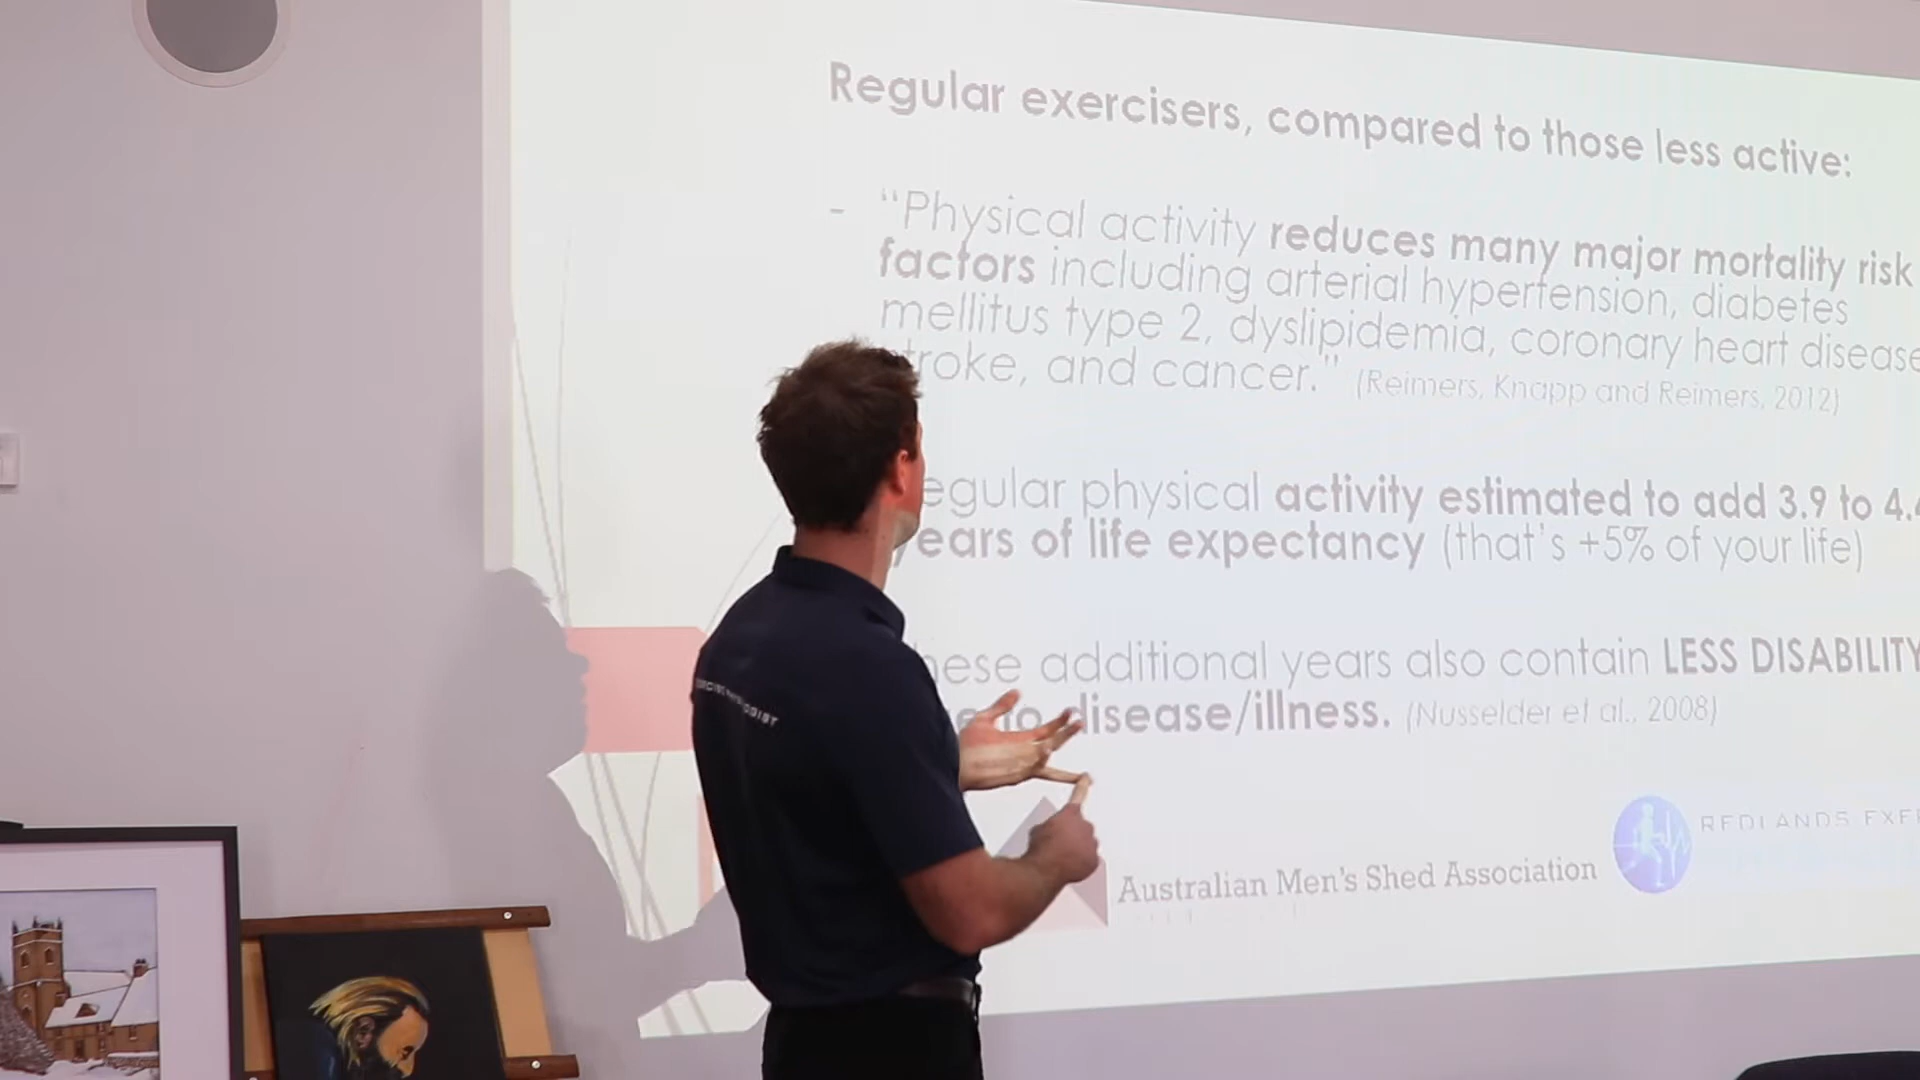 Regular exercisers, compared to those less active:
- “Physical activity reduces many major mortality risk
factors including arterial hypertension, diabetes
mellitus type 2, dyslipidemia, coronary heart disease
troke, and cancer.” (Reimers, Knapp and Reimers, 2012)
egular physical activity estimated to add 3.9 to 4.
years of life expectancy (that's +5% of your life)
hese additional years also contain LESS DISABILITY
to disease/illness. (Nusselder et al., 2008)
REDLANDS
Australian Men's Shed Association